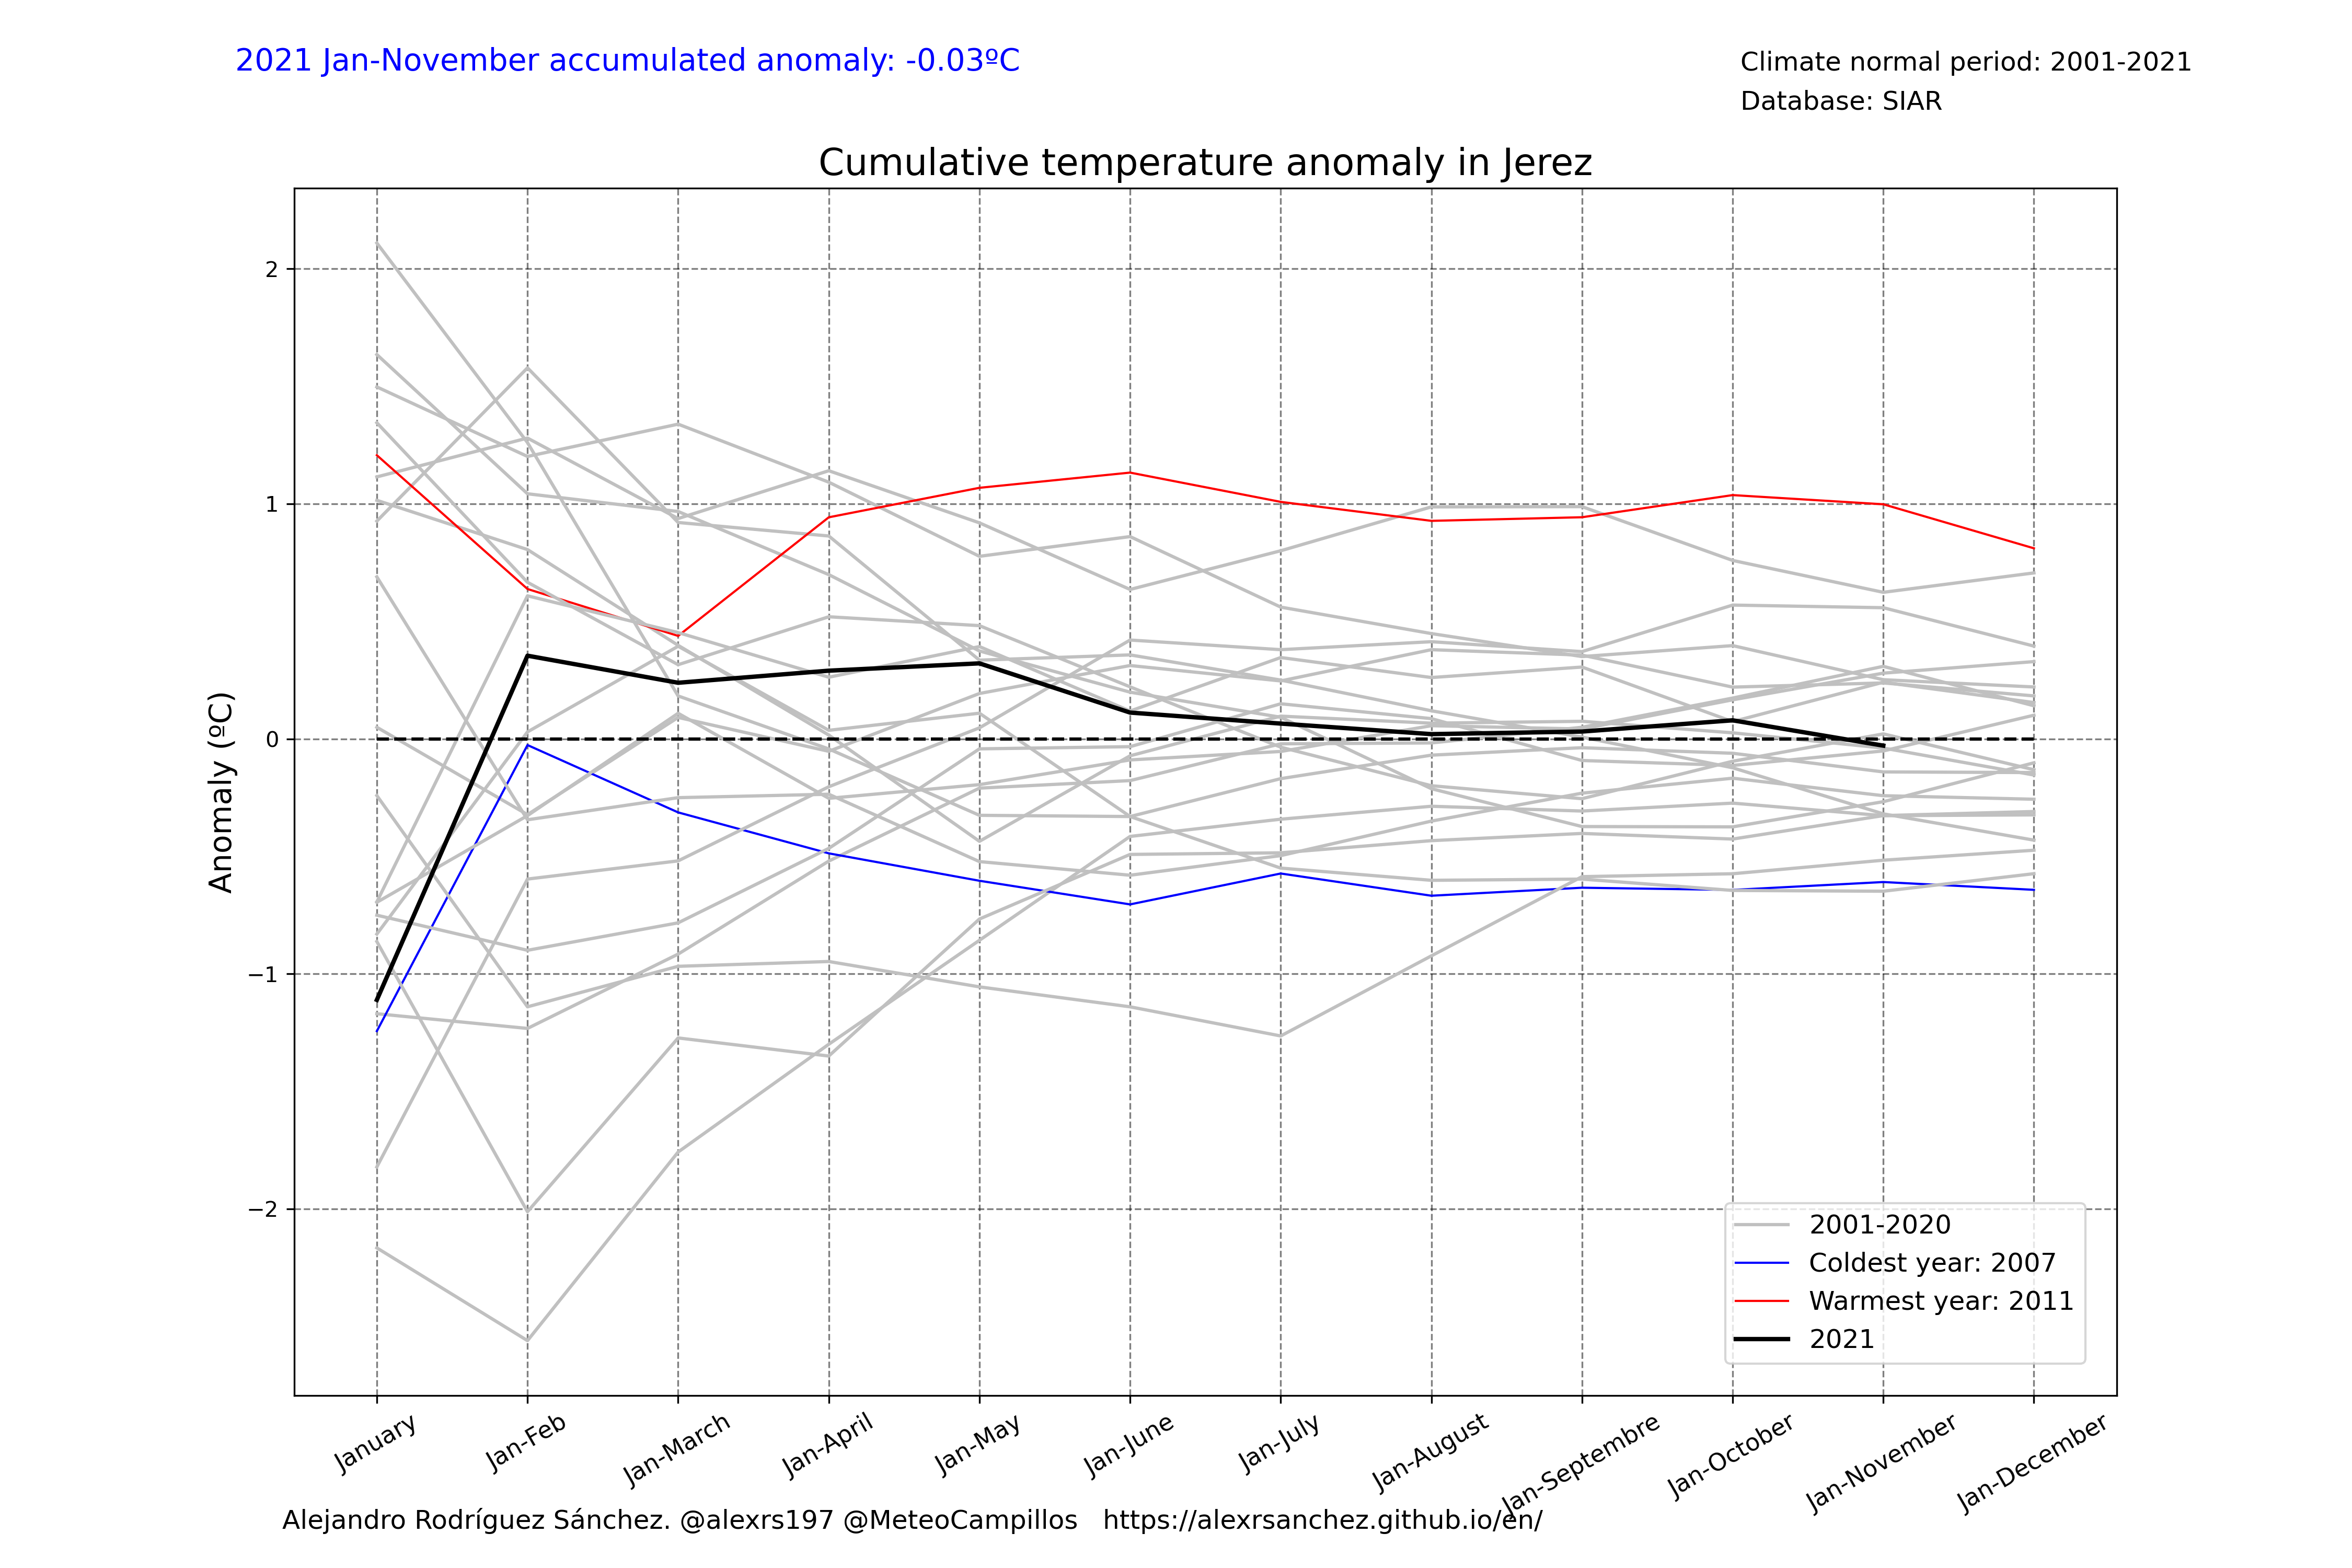 2021 Jan-November accumulated anomaly: -0.03ºC
Climate normal period: 2001-2021
Database: SIAR
Cumulative temperature anomaly in Jerez
Anomaly (ºC)
2
1
0
−1
−2
2001-2020
Coldest year: 2007
Warmest year: 2011
2021
January
Jan-Feb
Jan-March
Jan-April
Jan-May
Jan-June
Jan-July
Jan-August
Jan-Septembre
Jan-October
Jan-November
Jan-December
Alejandro Rodríguez Sánchez. @alexrs197 @MeteoCampillos   https://alexrsanchez.github.io/en/